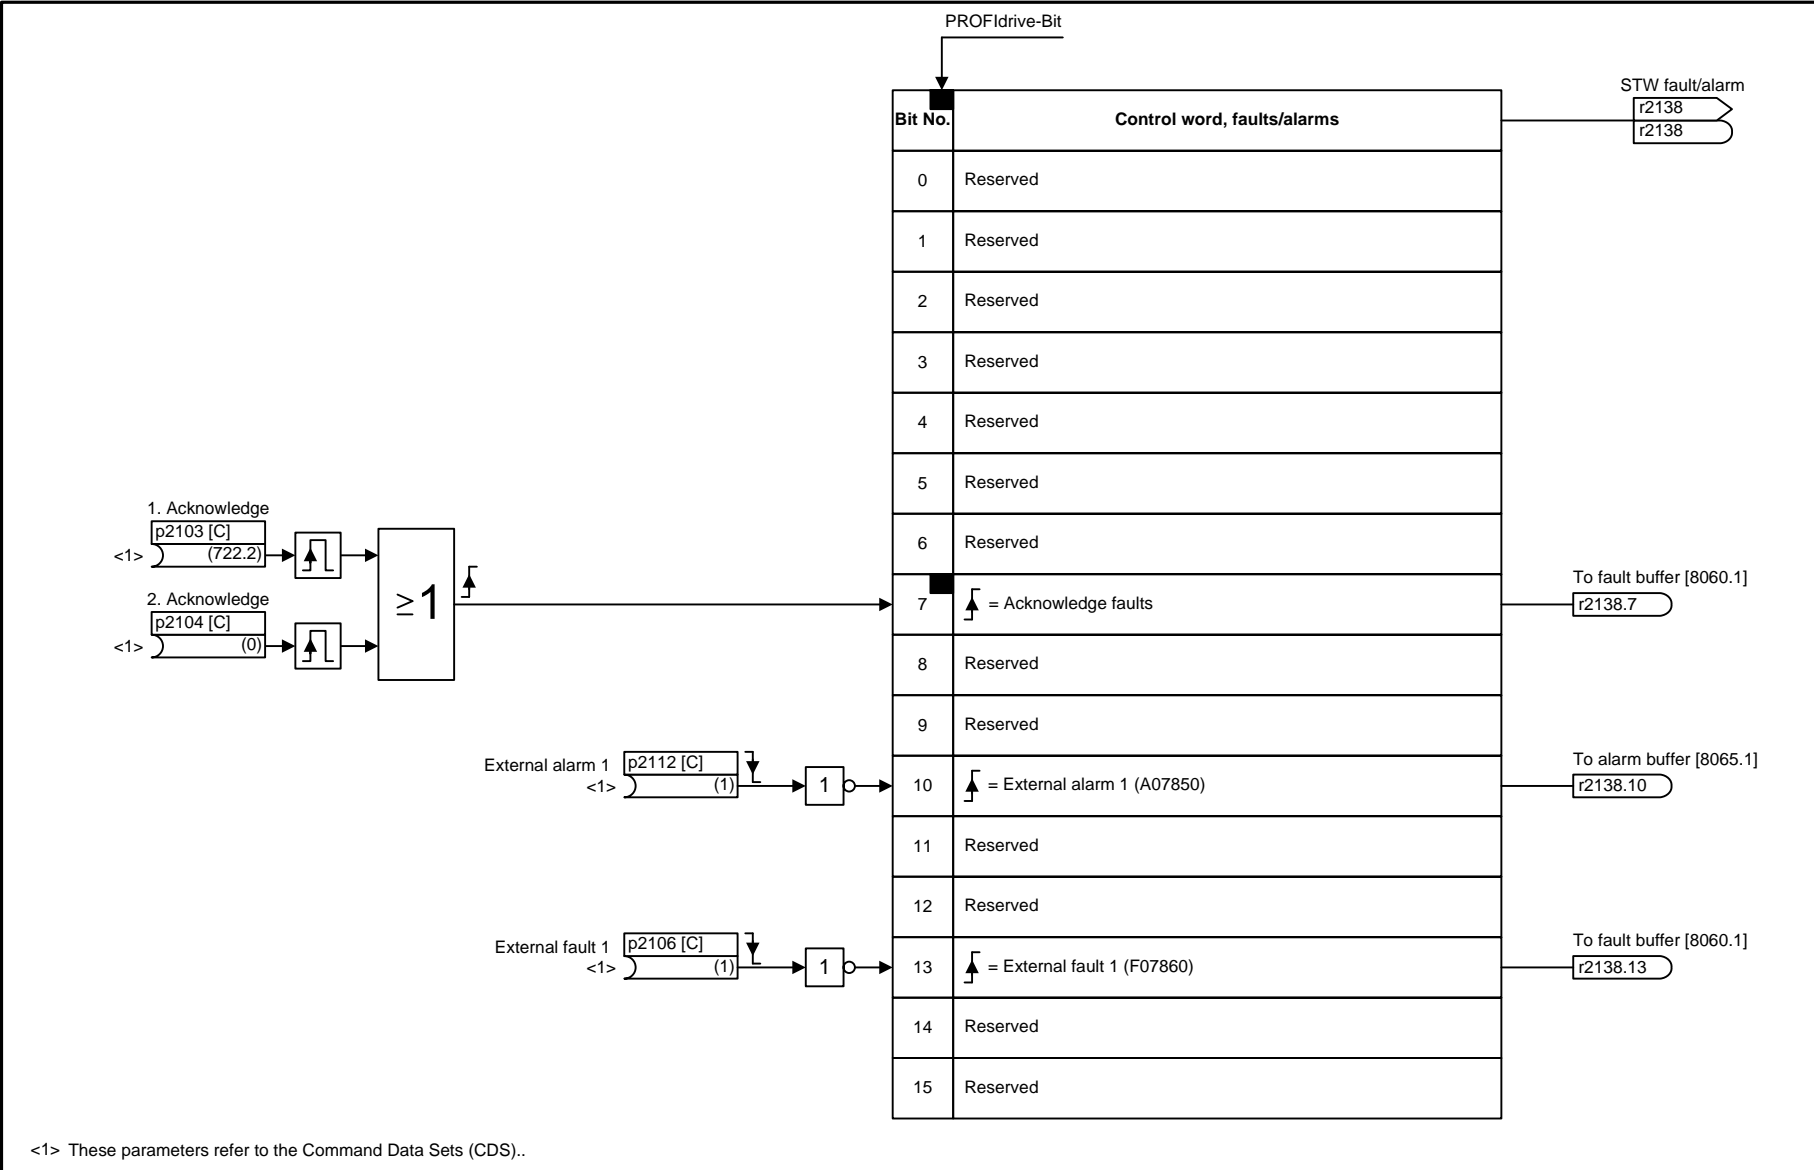 PROFIdrive-Bit
STW fault/alarm
r2138
r2138
Bit No. Control word, faults/alarms
0 Reserved
1 Reserved
2 Reserved
3 Reserved
4 Reserved
5 Reserved
6 Reserved
1. Acknowledge
p2103 [C]
<1> (722.2)
2. Acknowledge
p2104 [C]
<1> (0)
≥1
7 = Acknowledge faults
To fault buffer [8060.1]
r2138.7
8 Reserved
9 Reserved
External alarm 1 p2112 [C]
<1> (1)
1
10 = External alarm 1 (A07850)
To alarm buffer [8065.1]
r2138.10
11 Reserved
12 Reserved
External fault 1 p2106 [C]
<1> (1)
1
13 = External fault 1 (F07860)
To fault buffer [8060.1]
r2138.13
14 Reserved
15 Reserved
<1> These parameters refer to the Command Data Sets (CDS)..